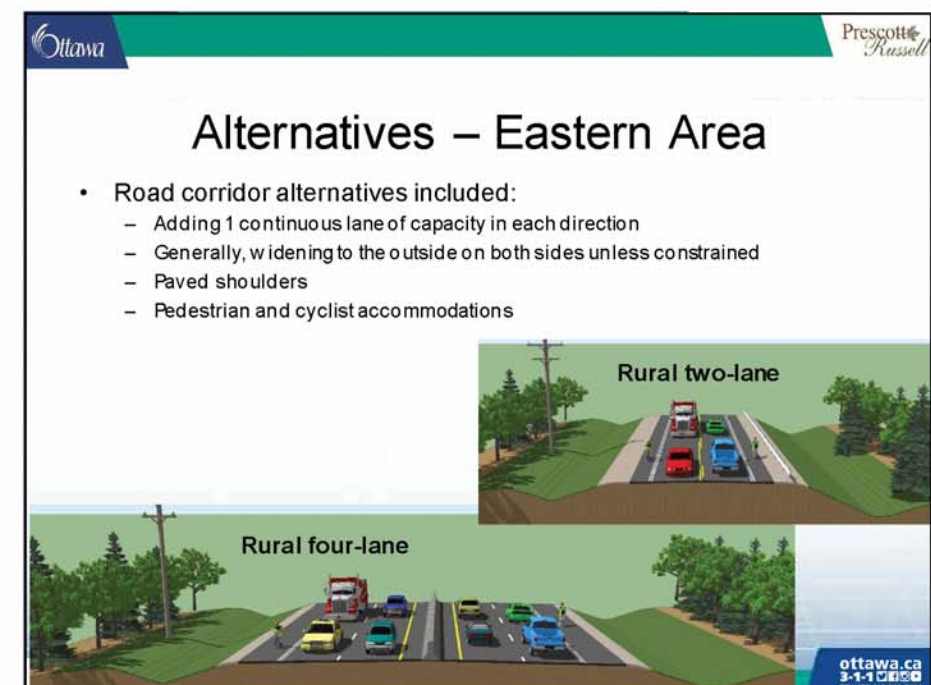 Ottawa
Prescott
Russell
Alternatives – Eastern Area
• Road corridor alternatives included:
– Adding 1 continuous lane of capacity in each direction
– Generally, widening to the outside on both sides unless constrained
– Paved shoulders
– Pedestrian and cyclist accommodations
Rural two-lane
Rural four-lane
ottawa.ca
3-1-1